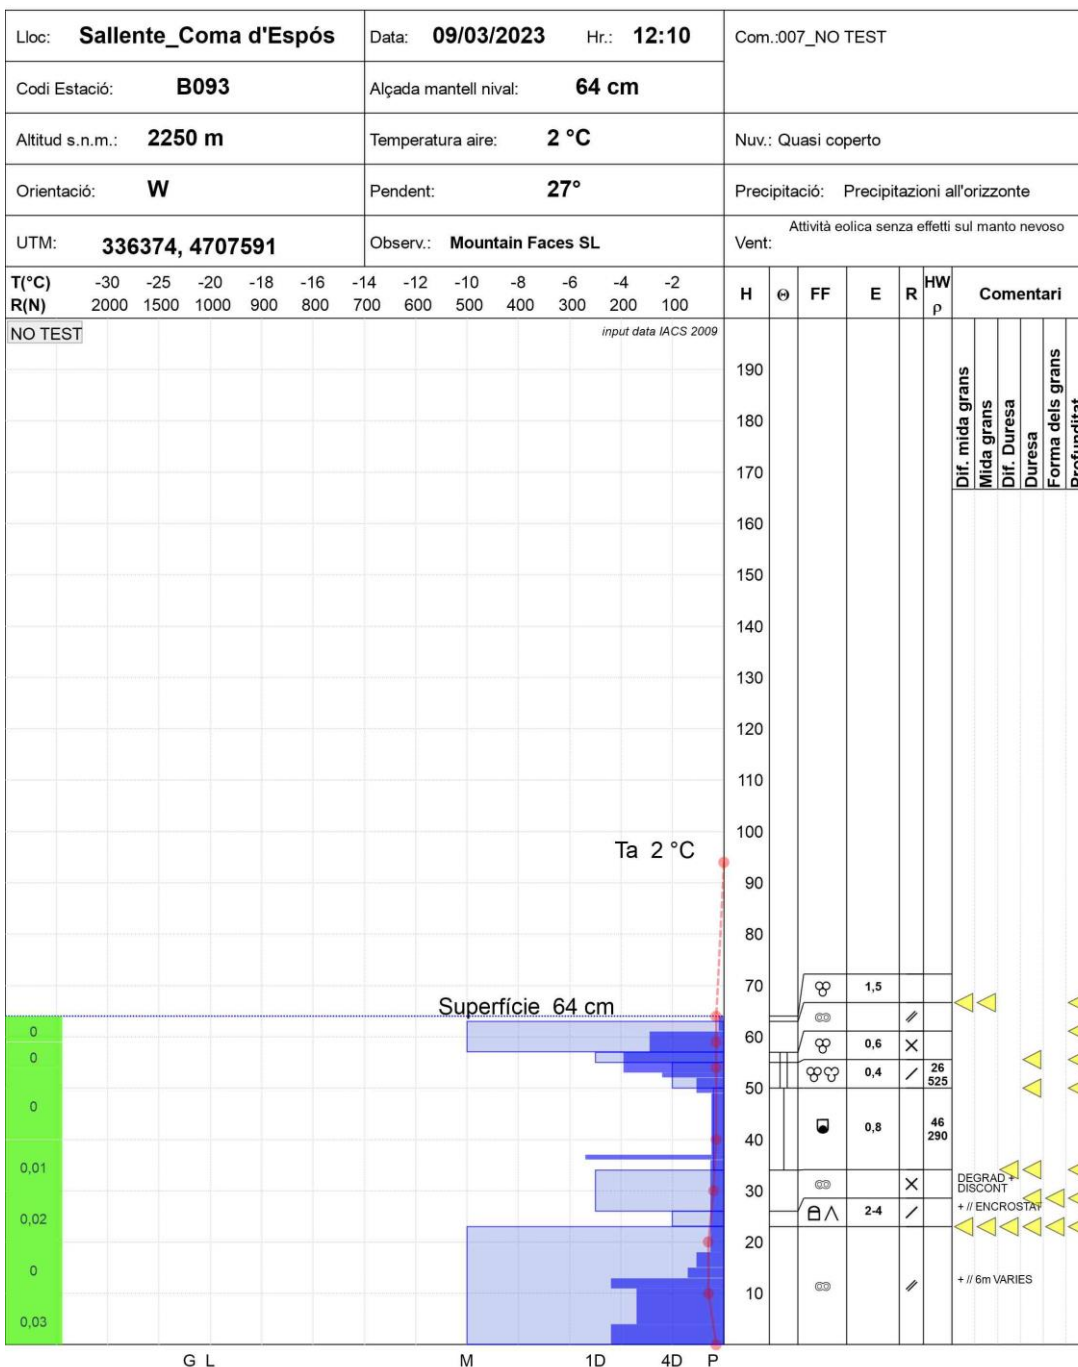 Lloc: Sallente_Coma d'Espós Data: 09/03/2023 Hr.: 12:10 Com.:007_NO TEST
Codi Estació: B093 Alçada mantell nival: 64 cm
Altitud s.n.m.: 2250 m Temperatura aire: 2 °C Nuv.: Quasi coperto
Orientació: W Pendent: 27° Precipitació: Precipitazioni all'orizzonte
UTM: 336374, 4707591 Observ.: Mountain Faces SL Vent: Attività eolica senza effetti sul manto nevoso
T(°C) -30 -25 -20 -18 -16 -14 -12 -10 -8 -6 -4 -2
R(N) 2000 1500 1000 900 800 700 600 500 400 300 200 100
H Θ FF E R HW ρ Comentari
NO TEST input data IACS 2009
Dif. mida grans
Mida grans
Dif. Duresa
Duresa
Forma dels grans
Profunditat
190
180
170
160
150
140
130
120
110
100
Ta 2 °C
90
80
70 1,5
Superfície 64 cm
0 60 0,6
0 0,4 26
525
50
0 0,8 46
290
40
0,01
DEGRAD +
DISCONT
30
+ // ENCROSTAT
0,02 2-4
20
0 + // 6m VARIES
10
0,03
G L M 1D 4D P